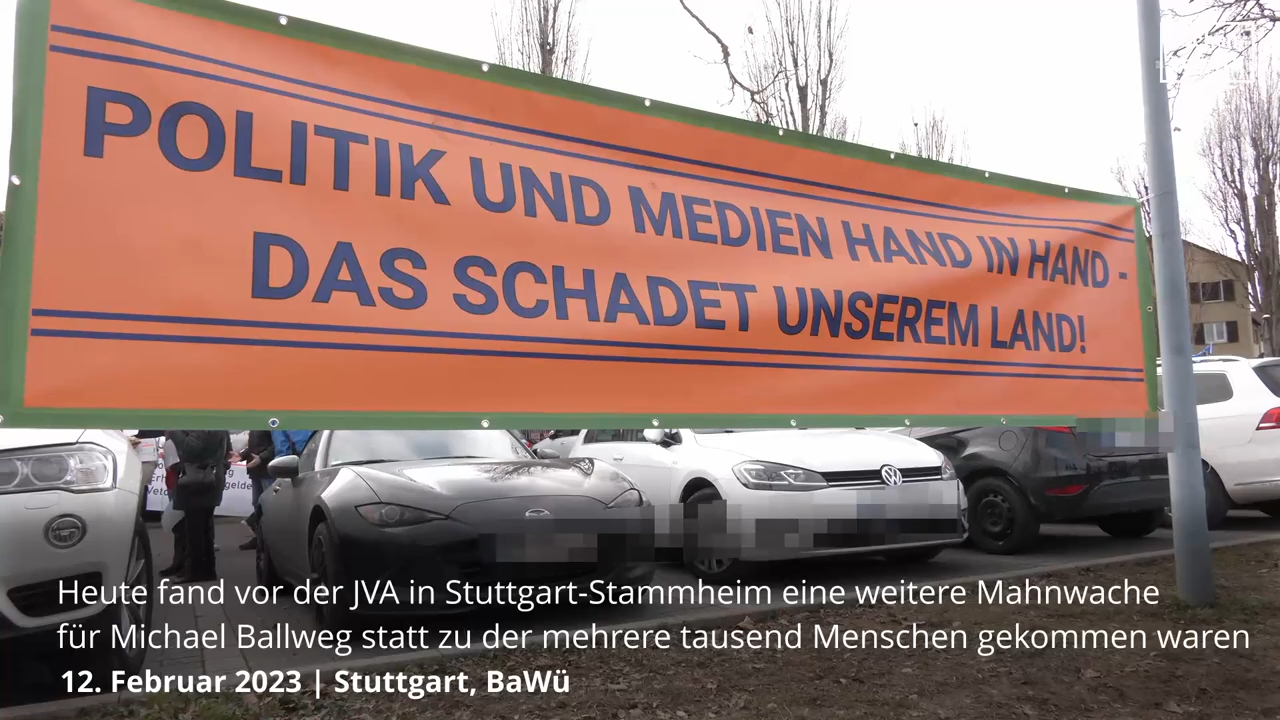 POLITIK UND MEDIEN HAND IN HAND -
DAS SCHADET UNSEREM LAND!
Heute fand vor der JVA in Stuttgart-Stammheim eine weitere Mahnwache
für Michael Ballweg statt zu der mehrere tausend Menschen gekommen waren
12. Februar 2023 | Stuttgart, BaWü